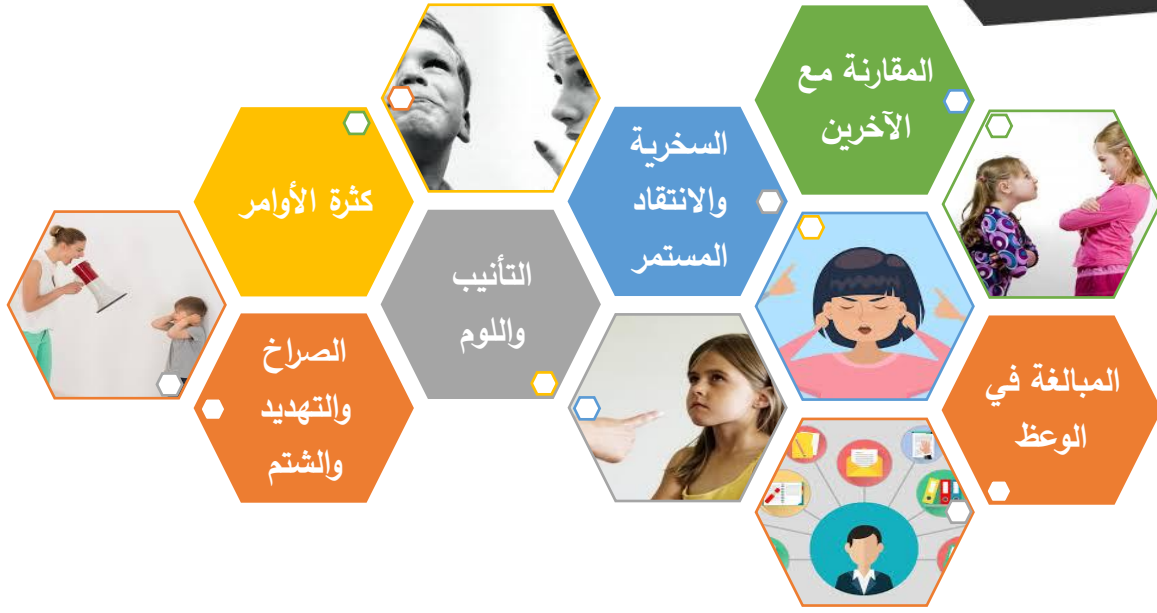 المقارنة مع
الآخرين
السخرية
والانتقاد
المستمر
كثرة الأوامر
التأنيب
واللوم
الصراخ
والتهديد
والشتم
المبالغة في
الوعظ